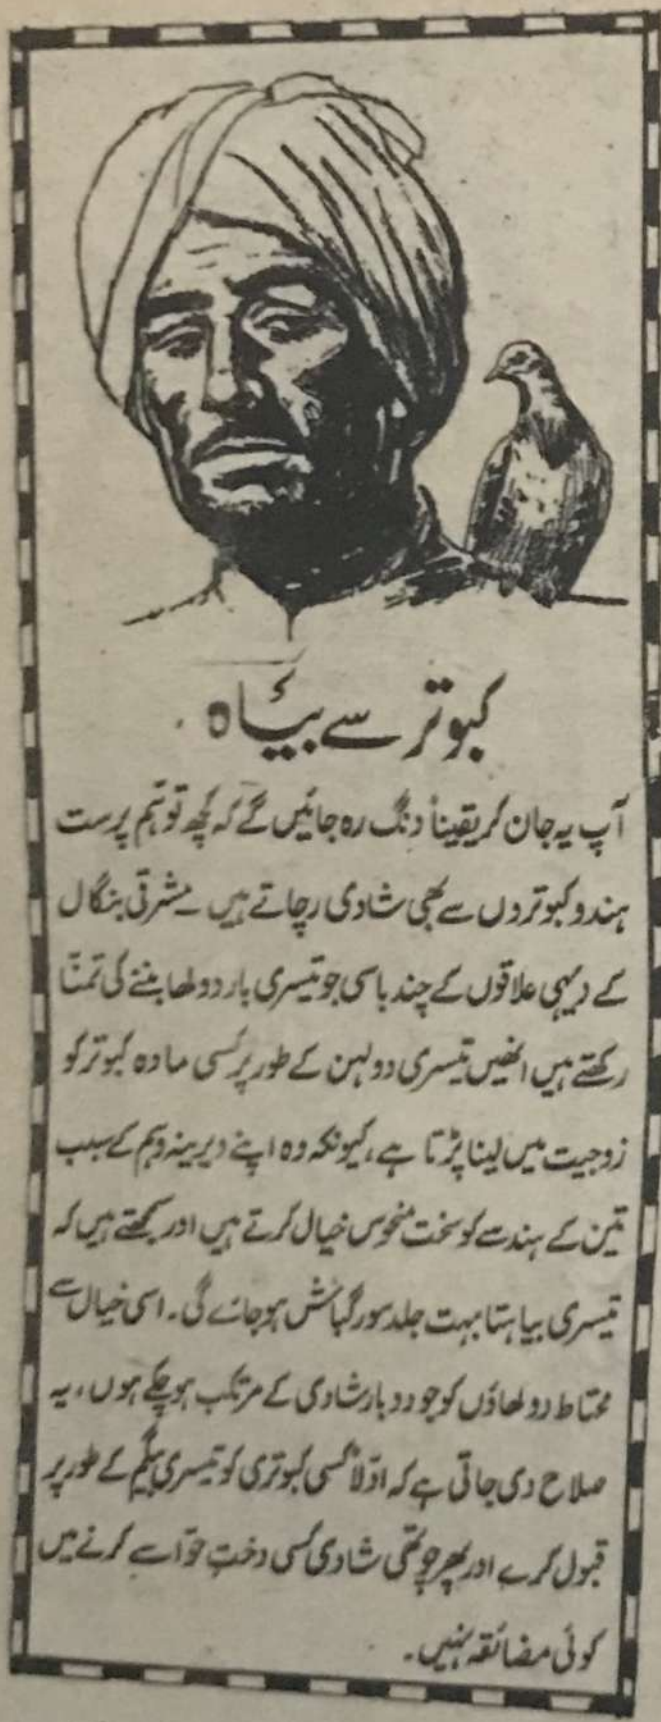 کبوتر سے بیاہ
آپ یہ جان کر یقیناً دنگ رہ جائیں گے کہ کچھ توہم پرست
ہندو کبوتروں سے بھی شادی رچاتے ہیں ۔ مشرقی بنگال
کے دیہی علاقوں کے چند باسی جو تیسری بار دولھا بننے کی تمنّا
رکھتے ہیں انھیں تیسری دولہن کے طور پر کسی مادہ کبوتر کو
زوجیت میں لینا پڑتا ہے، کیونکہ وہ اپنے دیرینہ وہم کے سبب
تین کے ہندسے کو سخت منحوس خیال کرتے ہیں اور سمجھتے ہیں کہ
تیسری بیاہتا بہت جلد سورگباش ہو جائے گی۔ اسی خیال سے
محتاط دولھاؤں کو جو دو بار شادی کے مرتکب ہو چکے ہوں، یہ
صلاح دی جاتی ہے کہ اوّلاً کسی کبوتری کو تیسری بیگم کے طور پر
قبول کرے اور پھر چوتھی شادی کسی دخترِ حوّا سے کرنے میں
کوئی مضائقہ نہیں۔